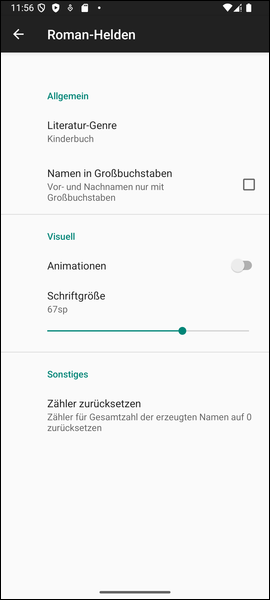 11:56
Roman-Helden
Allgemein
Literatur-Genre
Kinderbuch
Namen in Großbuchstaben
Vor- und Nachnamen nur mit
Großbuchstaben
Visuell
Animationen
Schriftgröße
67sp
Sonstiges
Zähler zurücksetzen
Zähler für Gesamtzahl der erzeugten Namen auf 0
zurücksetzen